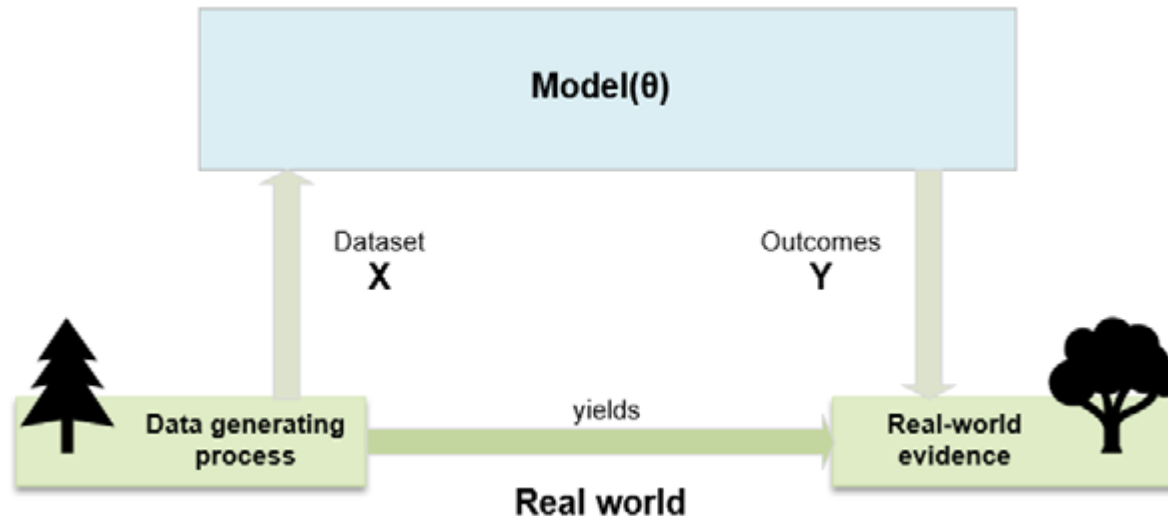 Model(θ)
Dataset
X
Outcomes
Y
Data generating
process
yields
Real-world
evidence
Real world